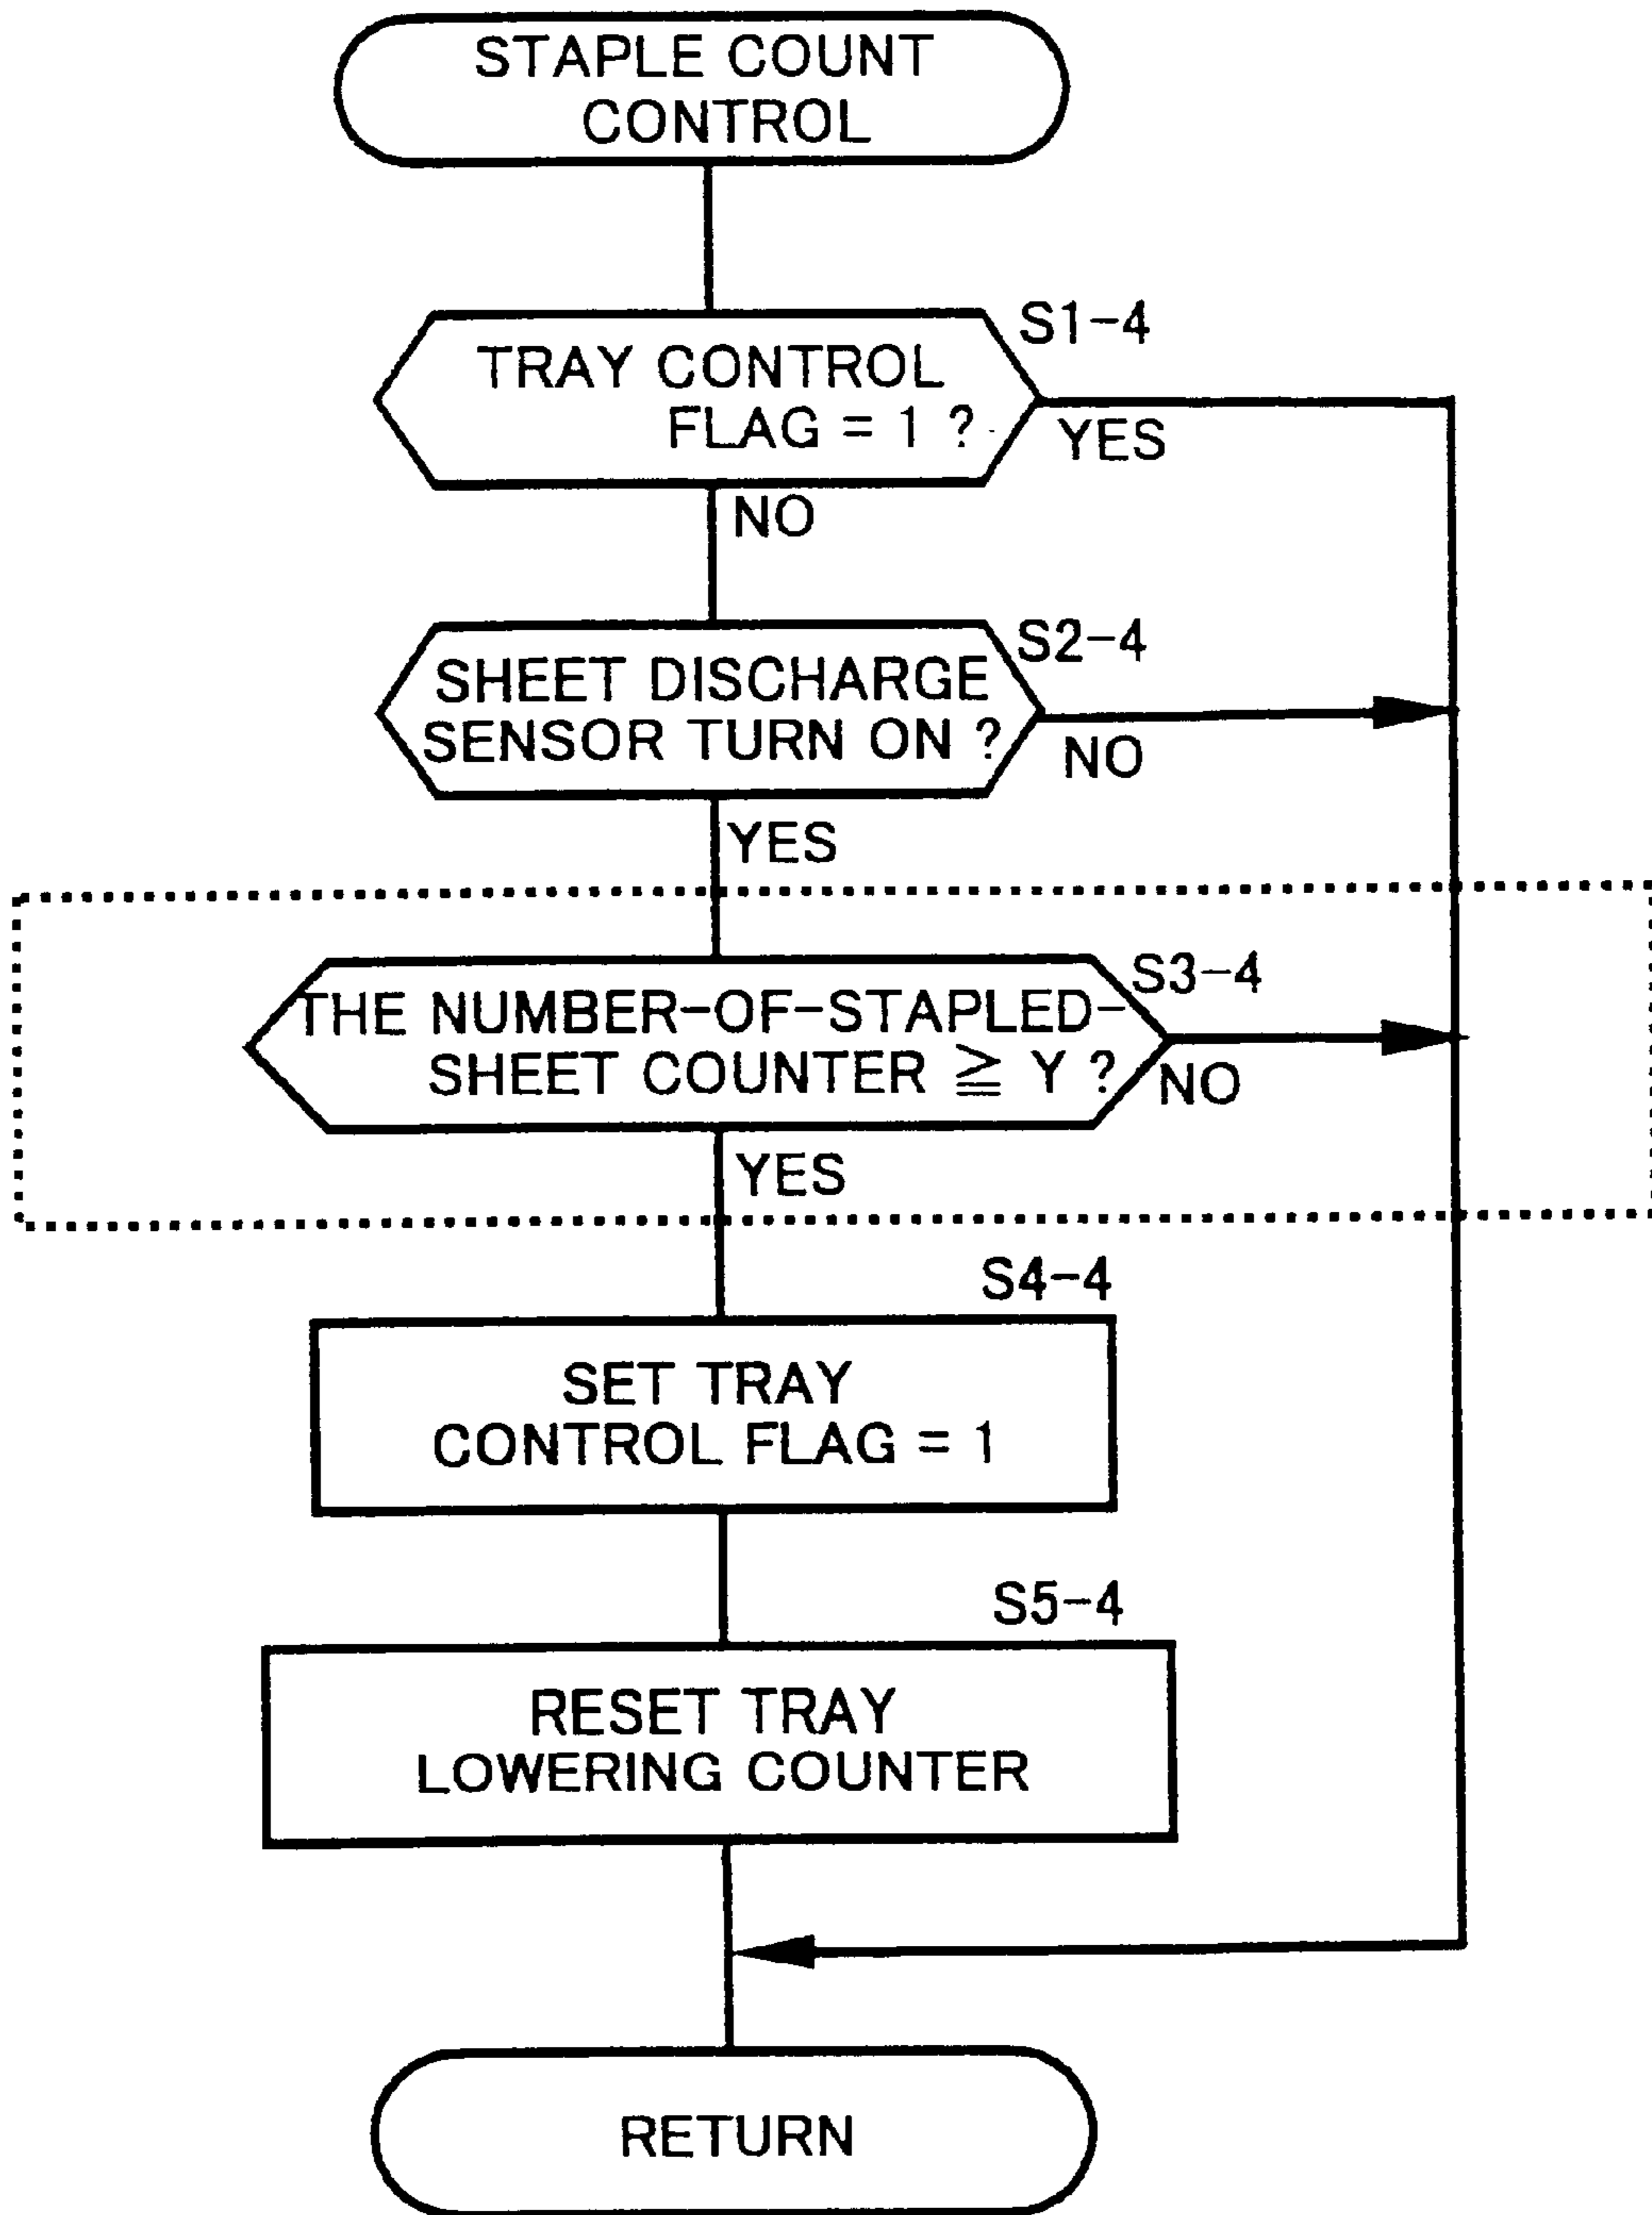 STAPLE COUNT
CONTROL
S1-4
TRAY CONTROL
FLAG = 1 ?
YES
NO
S2-4
SHEET DISCHARGE
SENSOR TURN ON ?
NO
YES
S3-4
THE NUMBER-OF-STAPLED-
SHEET COUNTER ≧ Y ?
NO
YES
S4-4
SET TRAY
CONTROL FLAG = 1
S5-4
RESET TRAY
LOWERING COUNTER
RETURN